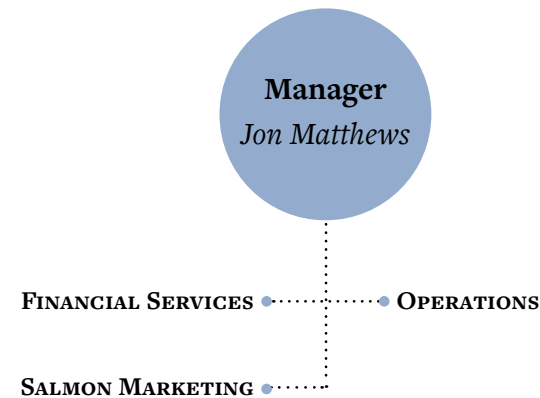 Manager
Jon Matthews
Financial Services
Operations
Salmon Marketing